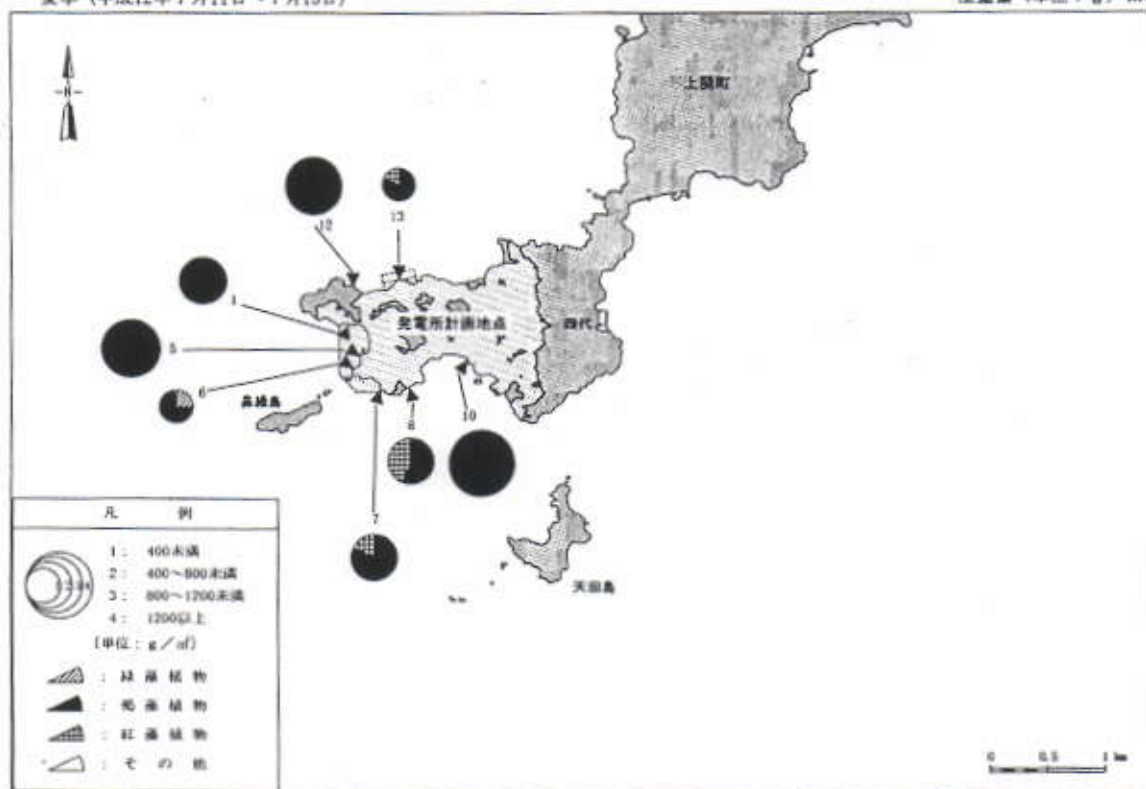 上関町
12
13
1
発電所計画地点
四代
5
6
鼻繰島
10
8
7
天田島
凡 例
1: 400未満
2: 400~800未満
3: 800~1200未満
4: 1200以上
[単位:g/㎡]
: 緑藻植物
: 褐藻植物
: 紅藻植物
: その他
0 0.5 1 km
-N-